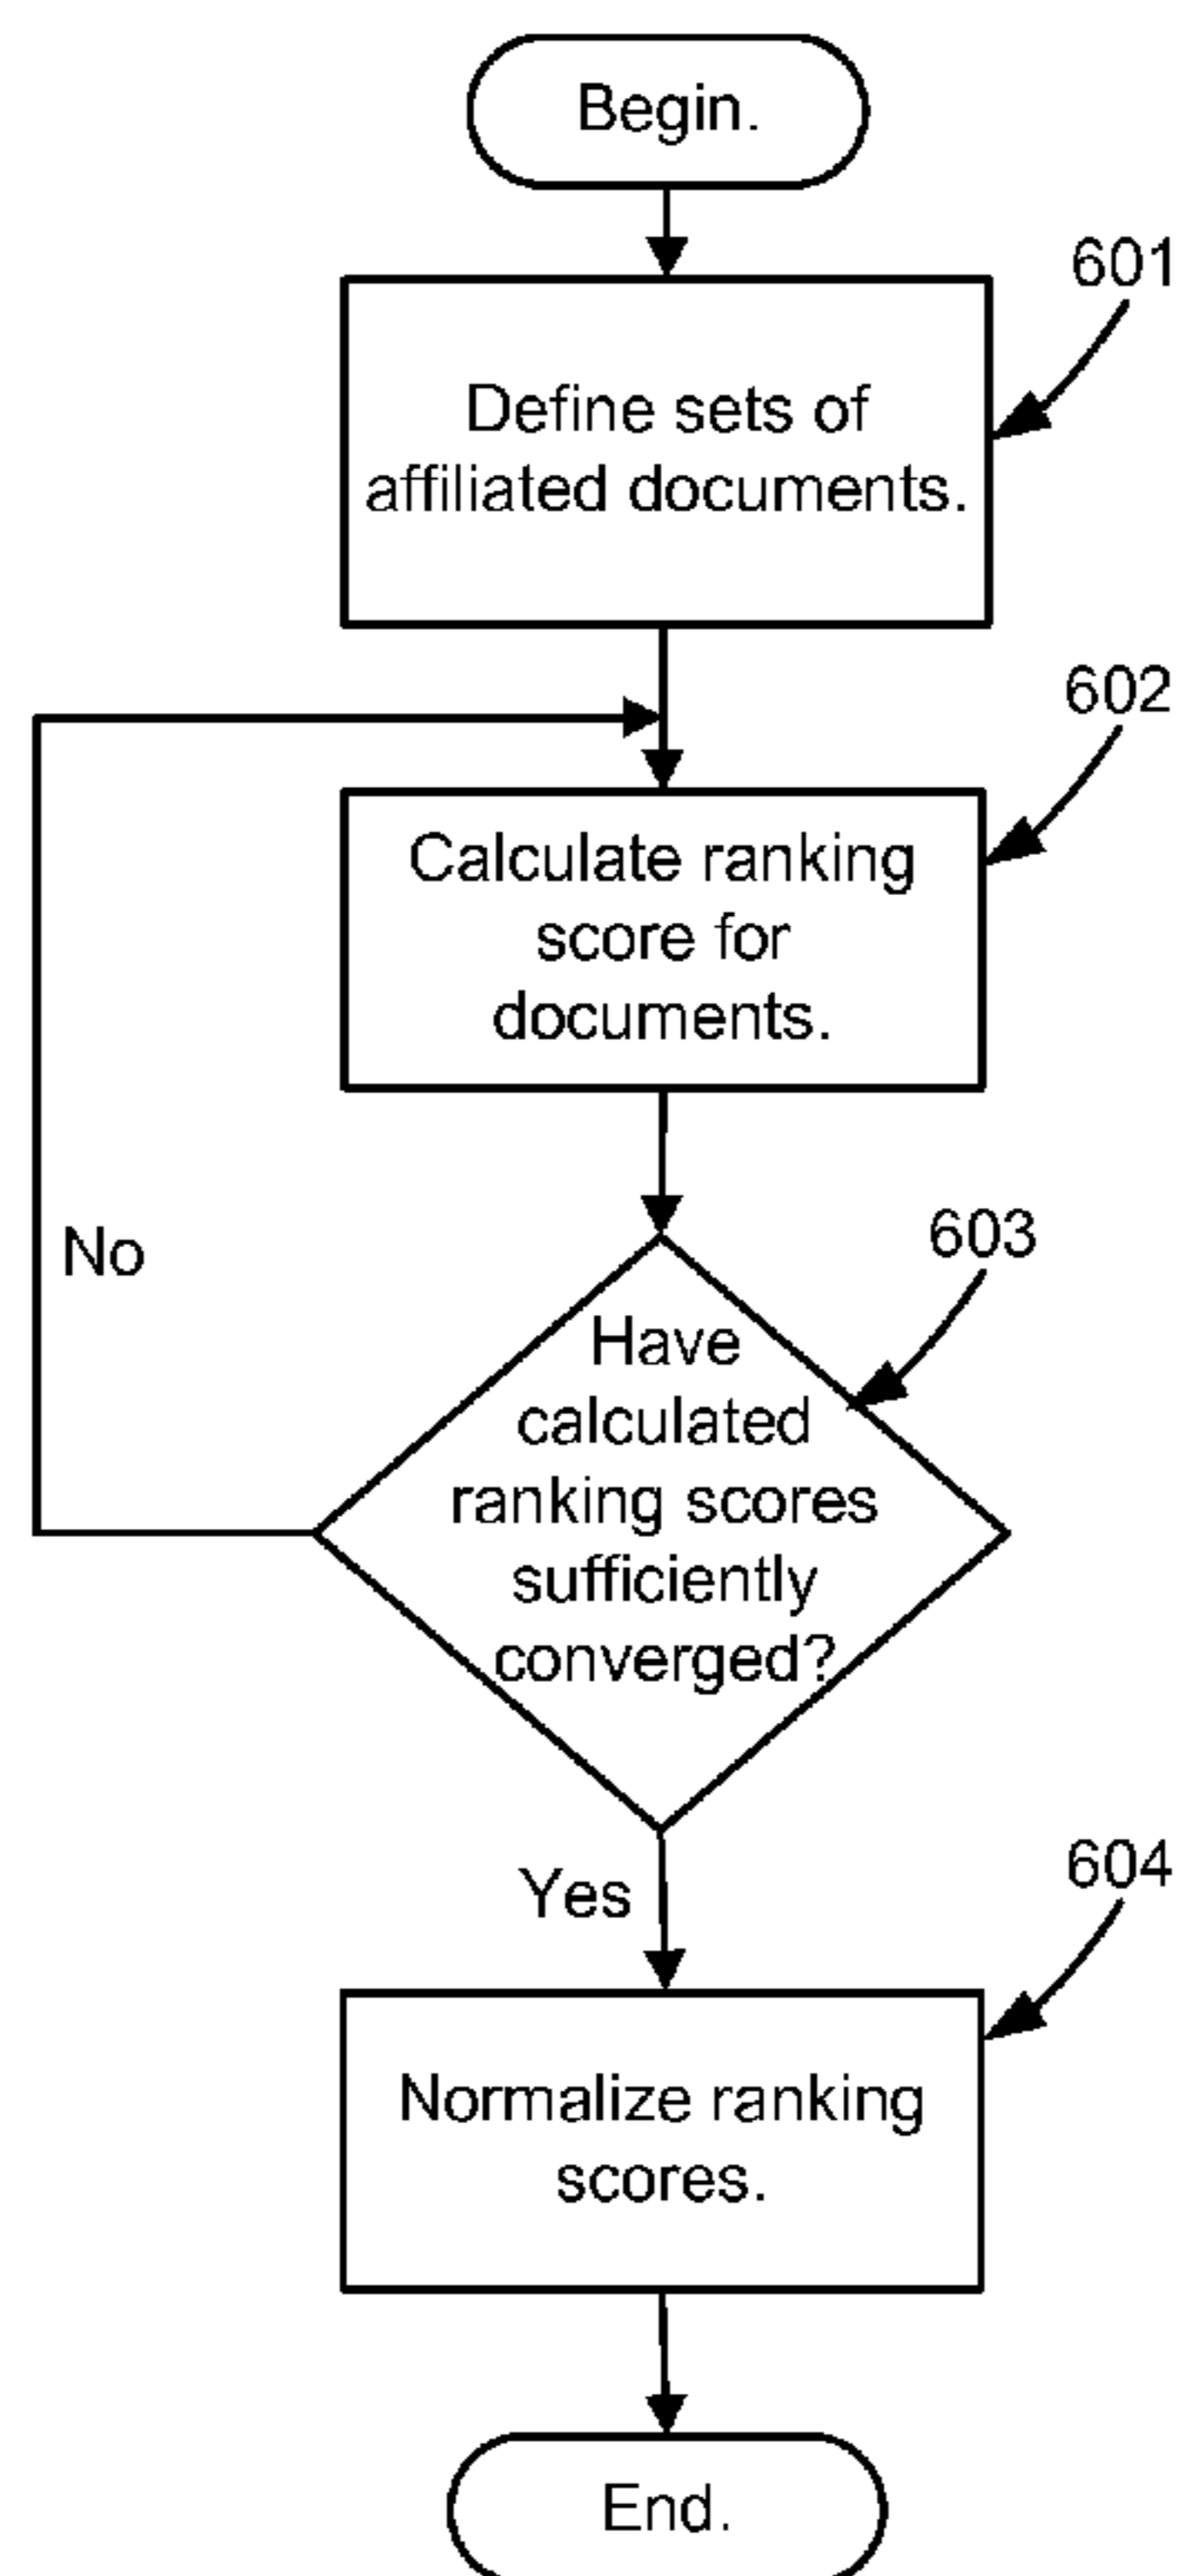 Begin.
601
Define sets of
affiliated documents.
602
Calculate ranking
score for
documents.
No
603
Have
calculated
ranking scores
sufficiently
converged?
Yes
604
Normalize ranking
scores.
End.